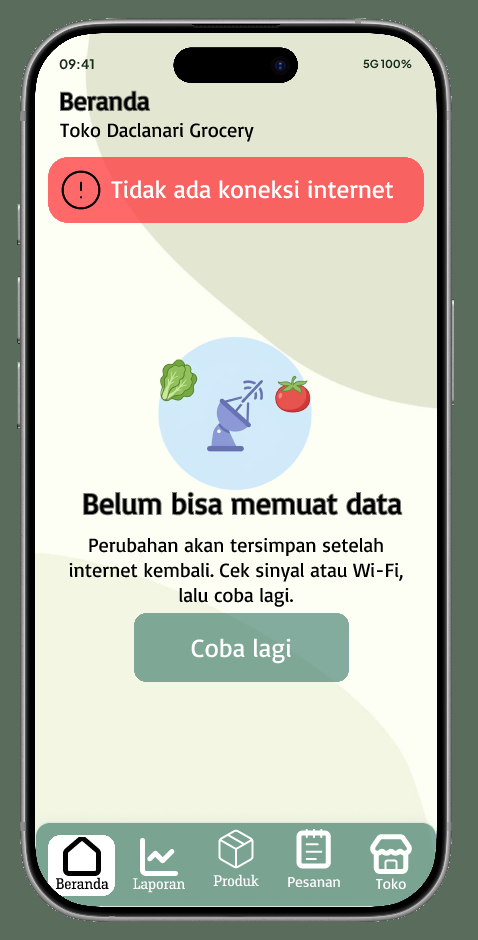 09:41
5G 100%
Beranda
Toko Daclanari Grocery
Tidak ada koneksi internet
Belum bisa memuat data
Perubahan akan tersimpan setelah
internet kembali. Cek sinyal atau Wi-Fi,
lalu coba lagi.
Coba lagi
Beranda
Laporan
Produk
Pesanan
Toko